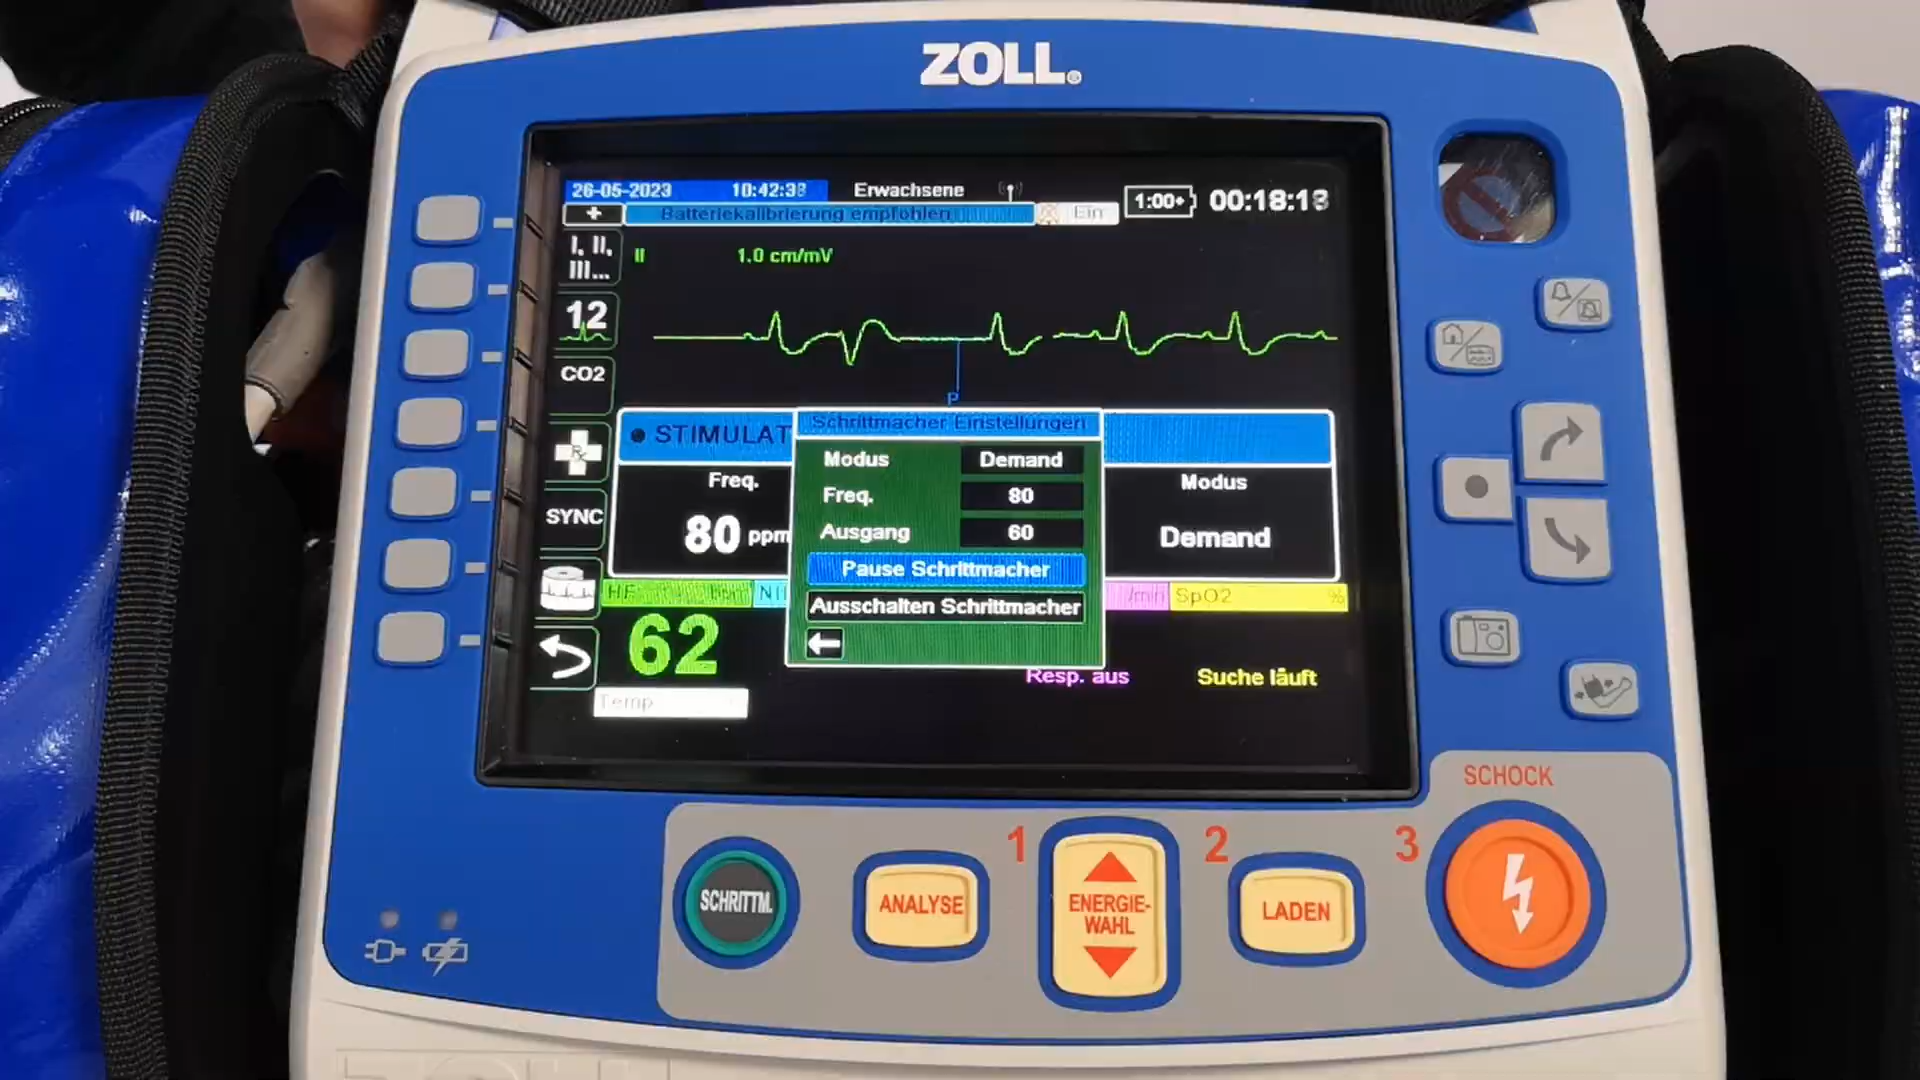 ZOLL®
26-05-2023 10:42:38 Erwachsene 1:00+ 00:18:18
+ Batteriekalibrierung empfohlen Ein
I, II, III...
II 1.0 cm/mV
12
CO2
P
Rx
SYNC
STIMULAT
Freq.
80 ppm
Schrittmacher Einstellungen
Modus Demand
Freq. 80
Ausgang 60
Pause Schrittmacher
Ausschalten Schrittmacher
Modus
Demand
HF
/min SpO2 %
62
Resp. aus Suche läuft
Temp
SCHOCK
1 2 3
SCHRITTM.
ANALYSE
ENERGIE-
WAHL
LADEN